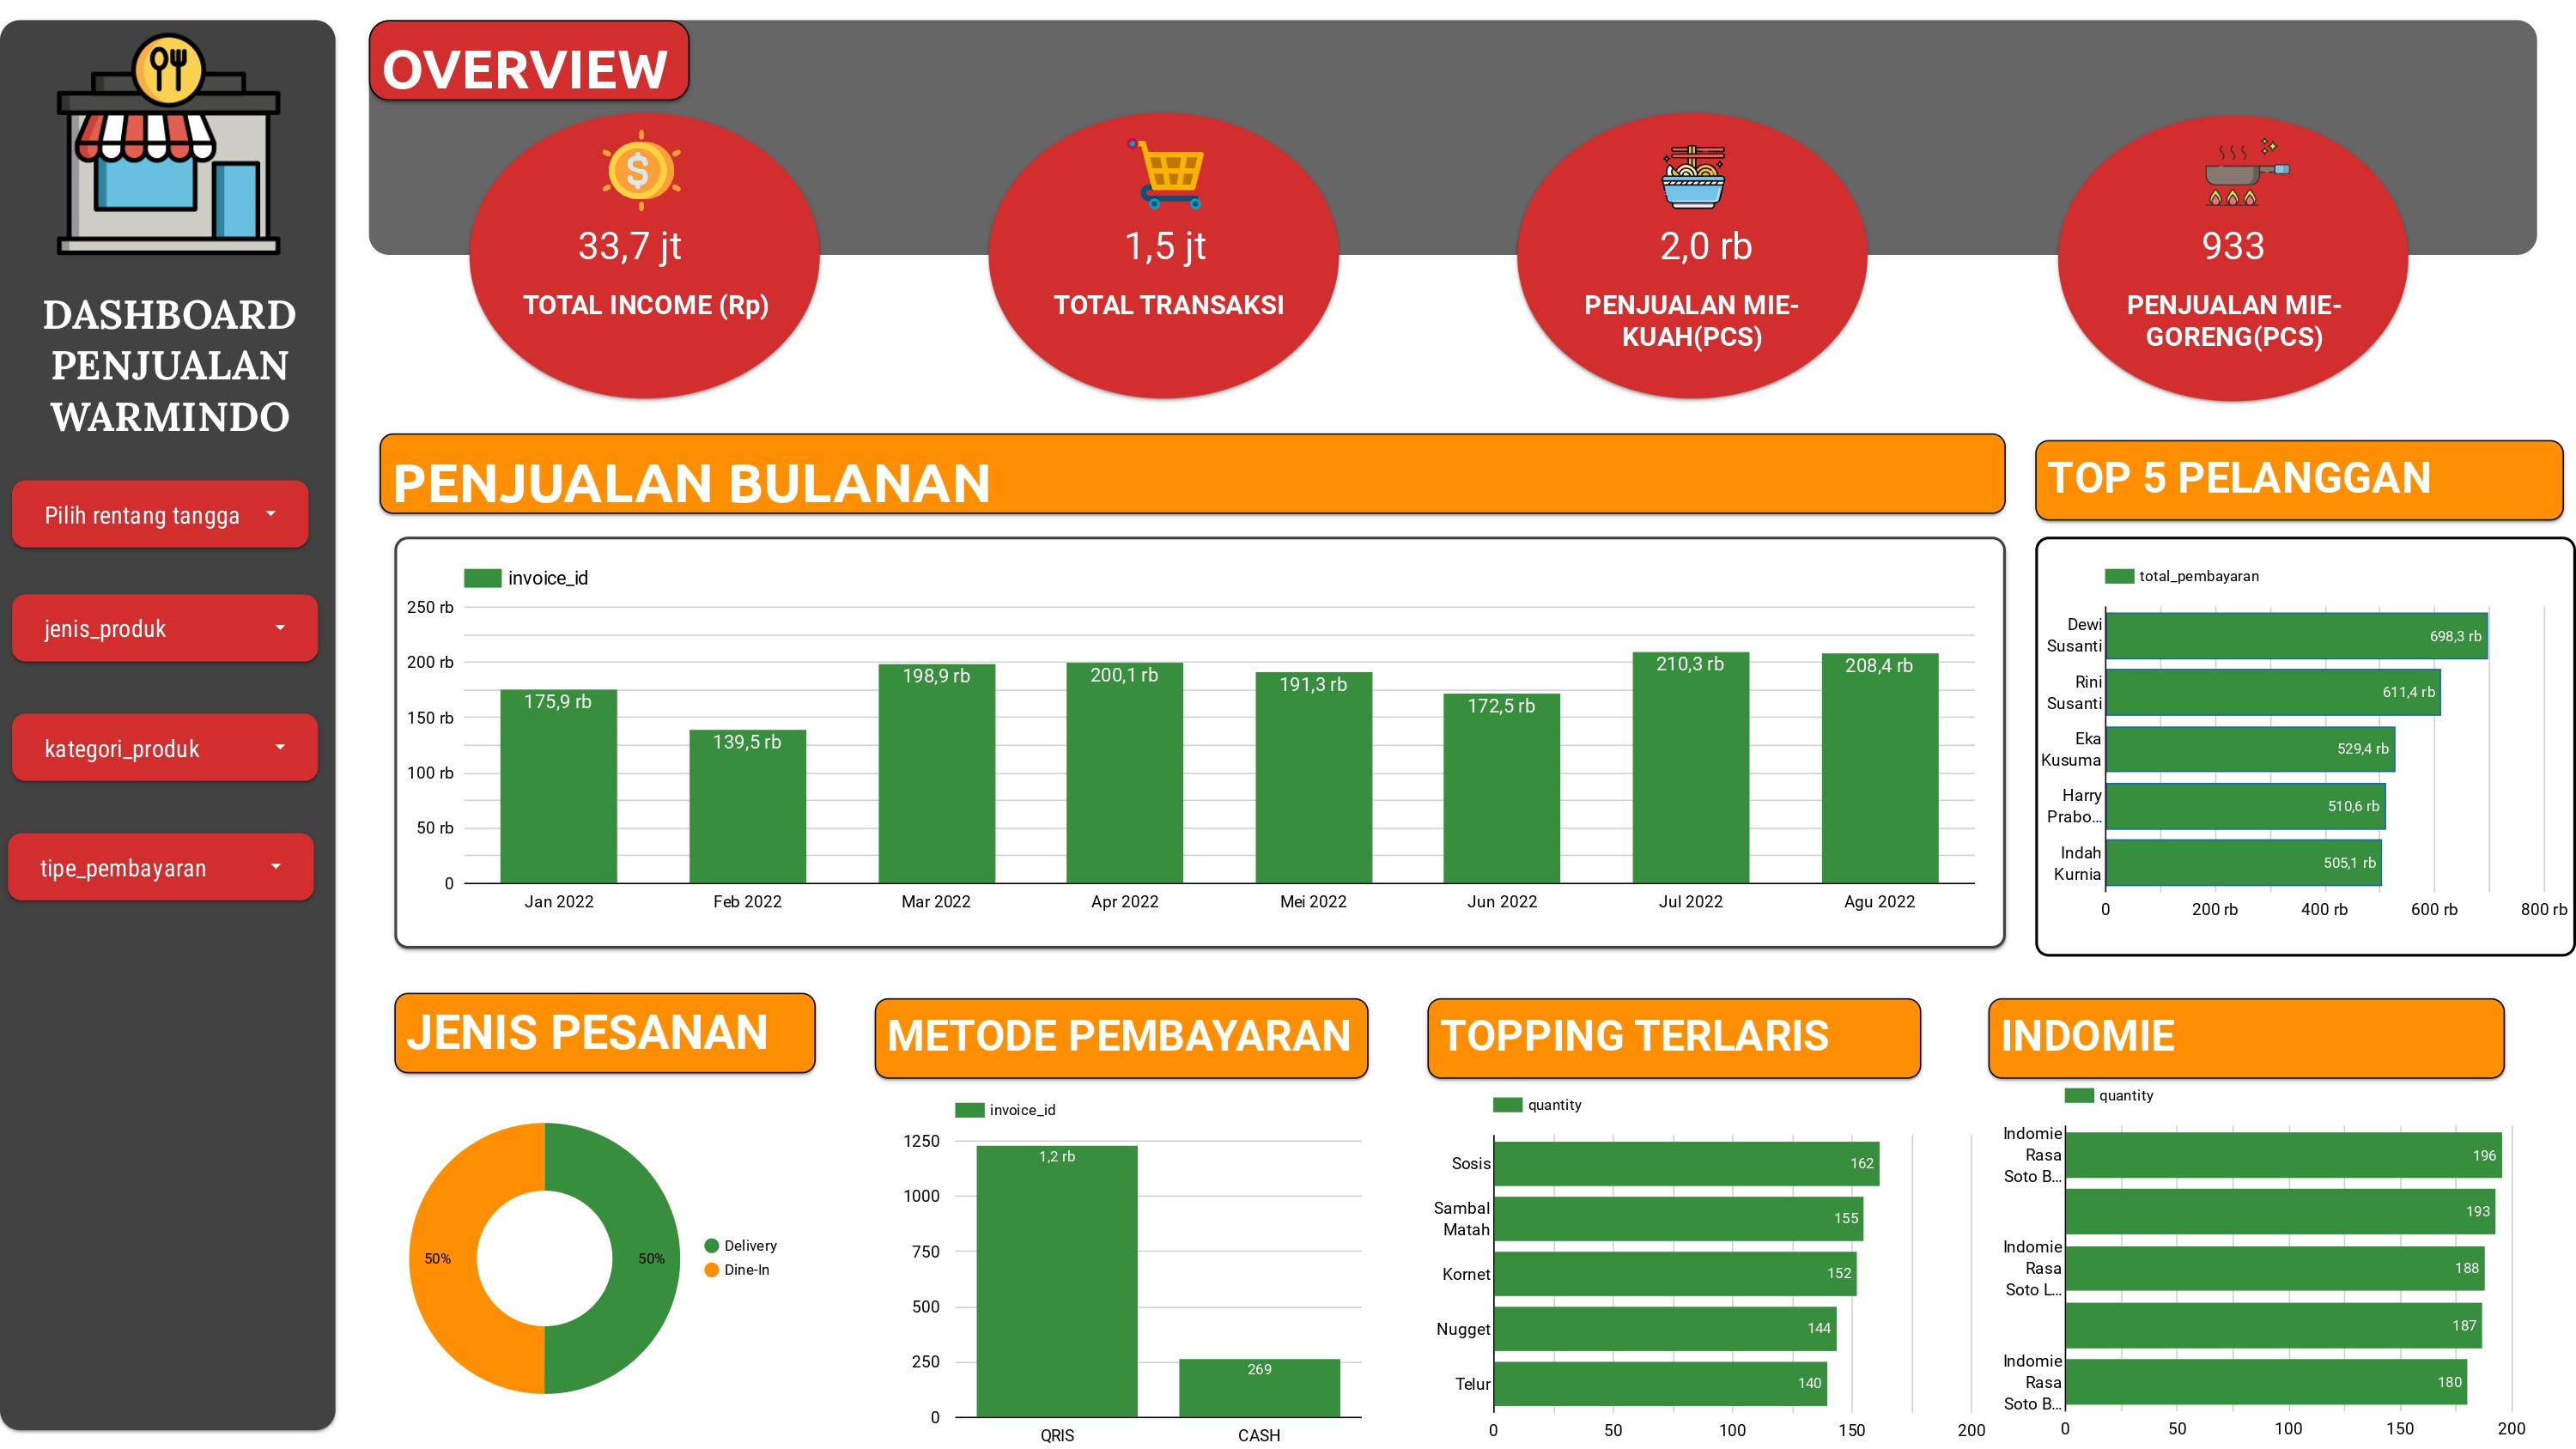 DASHBOARD
PENJUALAN
WARMINDO
Pilih rentang tangga
jenis_produk
kategori_produk
tipe_pembayaran
OVERVIEW
33,7 jt
TOTAL INCOME (Rp)
1,5 jt
TOTAL TRANSAKSI
2,0 rb
PENJUALAN MIE-
KUAH(PCS)
933
PENJUALAN MIE-
GORENG(PCS)
PENJUALAN BULANAN
invoice_id
250 rb
200 rb
150 rb
100 rb
50 rb
0
175,9 rb
139,5 rb
198,9 rb
200,1 rb
191,3 rb
172,5 rb
210,3 rb
208,4 rb
Jan 2022
Feb 2022
Mar 2022
Apr 2022
Mei 2022
Jun 2022
Jul 2022
Agu 2022
TOP 5 PELANGGAN
total_pembayaran
Dewi
Susanti
698,3 rb
Rini
Susanti
611,4 rb
Eka
Kusuma
529,4 rb
Harry
Prabo...
510,6 rb
Indah
Kurnia
505,1 rb
0
200 rb
400 rb
600 rb
800 rb
JENIS PESANAN
50%
50%
Delivery
Dine-In
METODE PEMBAYARAN
invoice_id
1250
1000
750
500
250
0
1,2 rb
269
QRIS
CASH
TOPPING TERLARIS
quantity
Sosis
162
Sambal
Matah
155
Kornet
152
Nugget
144
Telur
140
0
50
100
150
200
INDOMIE
quantity
Indomie
Rasa
Soto B...
196
193
Indomie
Rasa
Soto L...
188
187
Indomie
Rasa
Soto B...
180
0
50
100
150
200